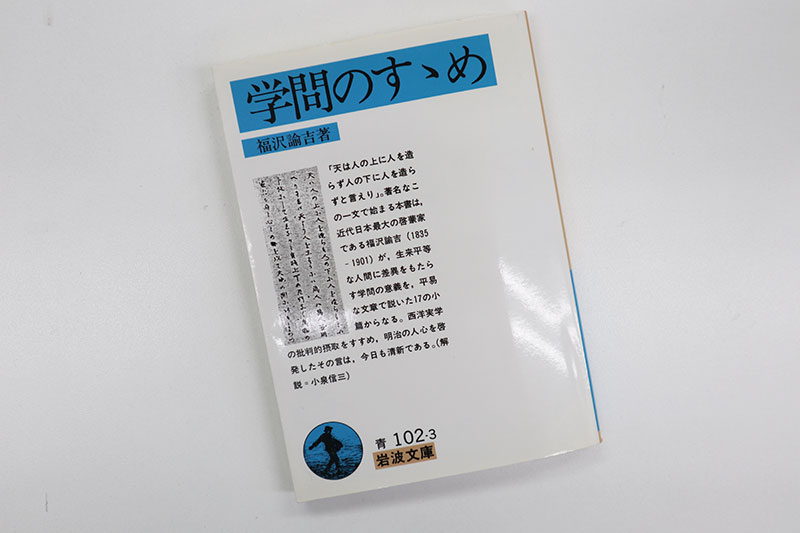 学問のすゝめ
福沢諭吉著
「天は人の上に人を造
らず人の下に人を造ら
ずと言えり」。著名なこ
の一文で始まる本書は,
近代日本最大の啓蒙家
である福沢諭吉(1835
-1901)が,生来平等
な人間に差異をもたら
す学問の意義を,平易
な文章で説いた17の小
篇からなる。西洋実学
の批判的摂取をすすめ,明治の人心を啓
発したその言は,今日も清新である。(解
説=小泉信三)
青 102-3
岩波文庫